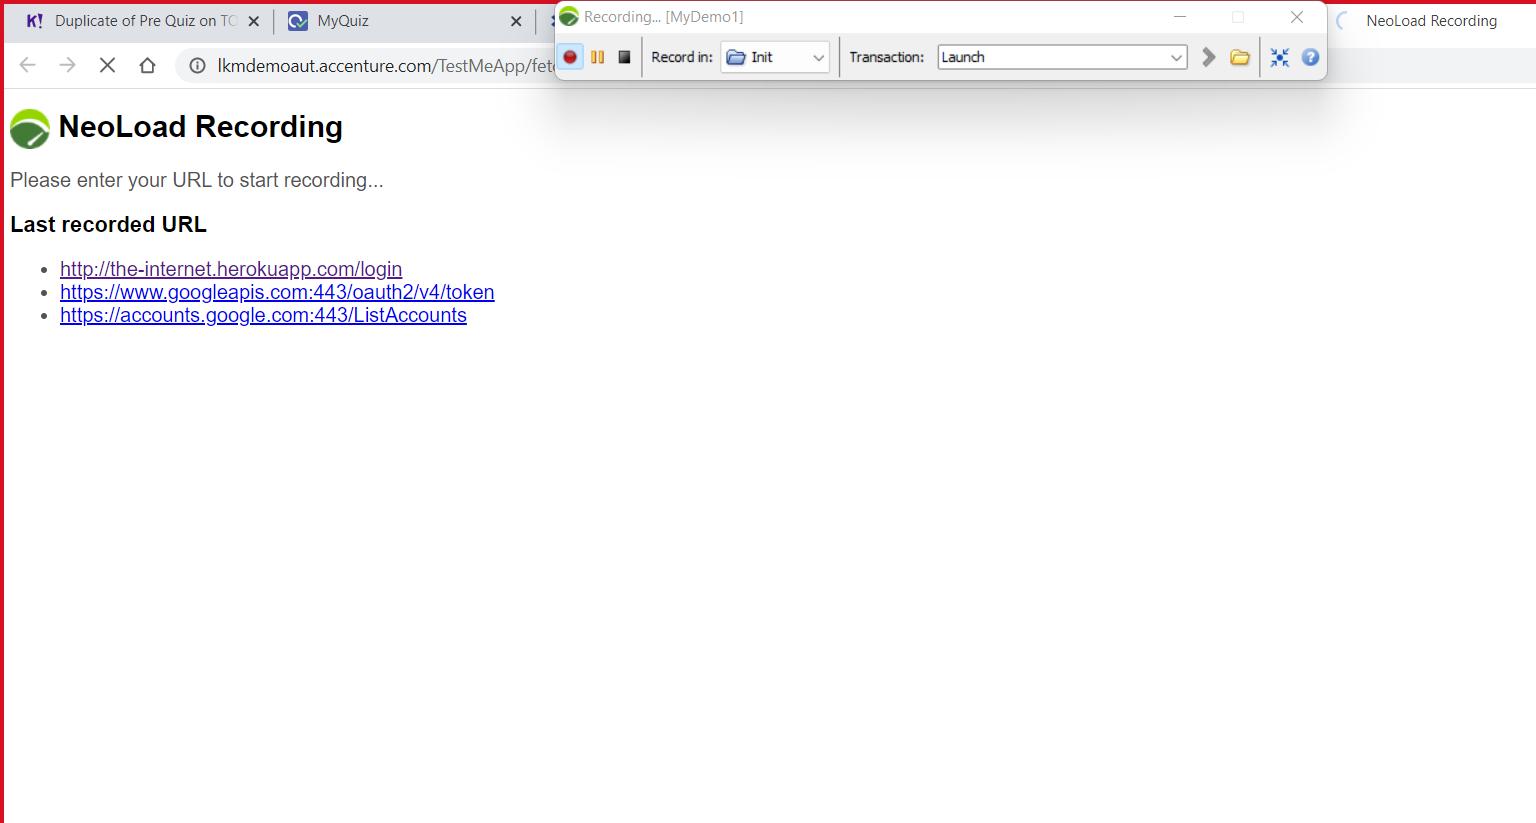 Duplicate of Pre Quiz on TO
MyQuiz
Recording... [MyDemo1]
NeoLoad Recording
lkmdemoaut.accenture.com/TestMeApp/fet
Record in:
Init
Transaction:
Launch
NeoLoad Recording
Please enter your URL to start recording...
Last recorded URL
http://the-internet.herokuapp.com/login
https://www.googleapis.com:443/oauth2/v4/token
https://accounts.google.com:443/ListAccounts